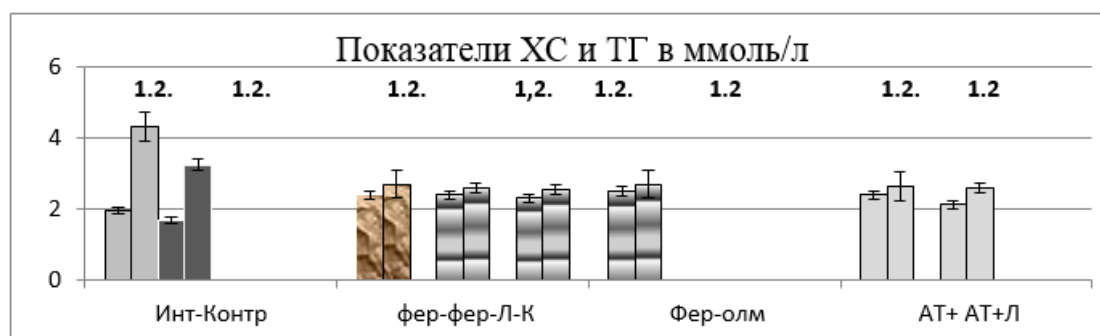 Показатели ХС и ТГ в ммоль/л
6
1.2. 1.2. 1.2. 1,2. 1.2. 1.2 1.2. 1.2
4
2
0
Инт-Контр фер-фер-Л-К Фер-олм АТ+ АТ+Л